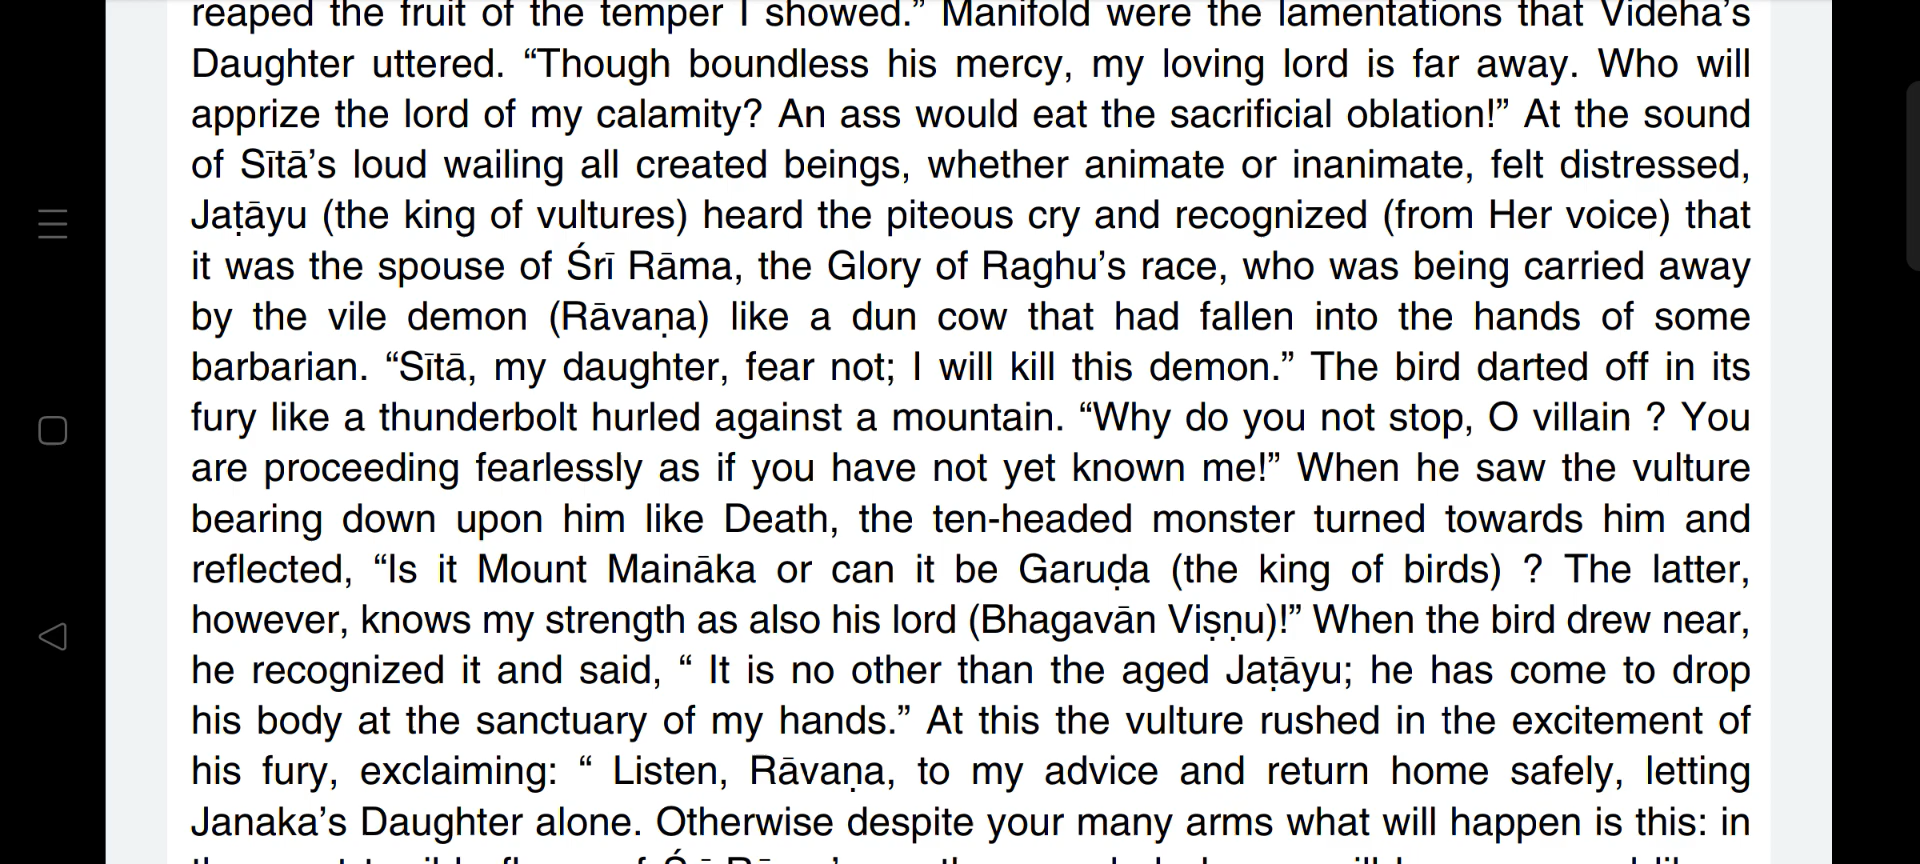 reaped the fruit of the temper I showed.” Manifold were the lamentations that Videha’s
Daughter uttered. “Though boundless his mercy, my loving lord is far away. Who will
apprize the lord of my calamity? An ass would eat the sacrificial oblation!” At the sound
of Sītā’s loud wailing all created beings, whether animate or inanimate, felt distressed,
Jaṭāyu (the king of vultures) heard the piteous cry and recognized (from Her voice) that
it was the spouse of Śrī Rāma, the Glory of Raghu’s race, who was being carried away
by the vile demon (Rāvaṇa) like a dun cow that had fallen into the hands of some
barbarian. “Sītā, my daughter, fear not; I will kill this demon.” The bird darted off in its
fury like a thunderbolt hurled against a mountain. “Why do you not stop, O villain ? You
are proceeding fearlessly as if you have not yet known me!” When he saw the vulture
bearing down upon him like Death, the ten-headed monster turned towards him and
reflected, “Is it Mount Maināka or can it be Garuḍa (the king of birds) ? The latter,
however, knows my strength as also his lord (Bhagavān Viṣṇu)!” When the bird drew near,
he recognized it and said, “ It is no other than the aged Jaṭāyu; he has come to drop
his body at the sanctuary of my hands.” At this the vulture rushed in the excitement of
his fury, exclaiming: “ Listen, Rāvaṇa, to my advice and return home safely, letting
Janaka’s Daughter alone. Otherwise despite your many arms what will happen is this: in